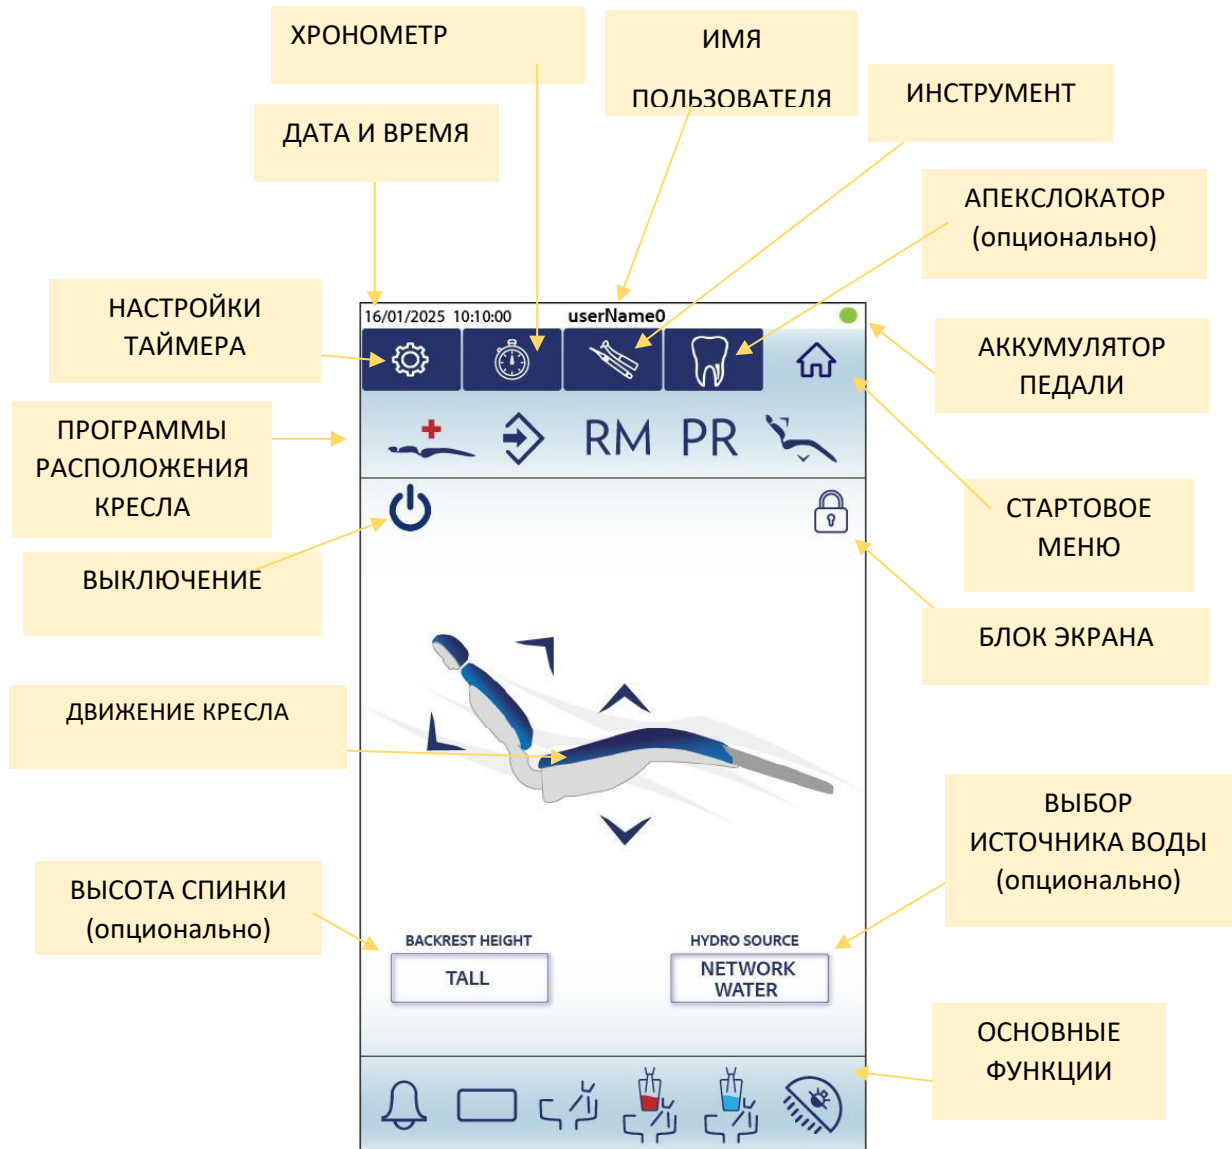 ХРОНОМЕТР
ИМЯ
ПОЛЬЗОВАТЕЛЯ
ИНСТРУМЕНТ
ДАТА И ВРЕМЯ
АПЕКСЛОКАТОР
(опционально)
НАСТРОЙКИ
ТАЙМЕРА
16/01/2025 10:10:00 userName0
АККУМУЛЯТОР
ПЕДАЛИ
ПРОГРАММЫ
РАСПОЛОЖЕНИЯ
КРЕСЛА
RM PR
СТАРТОВОЕ
МЕНЮ
ВЫКЛЮЧЕНИЕ
БЛОК ЭКРАНА
ДВИЖЕНИЕ КРЕСЛА
ВЫБОР
ИСТОЧНИКА ВОДЫ
(опционально)
ВЫСОТА СПИНКИ
(опционально)
BACKREST HEIGHT
TALL
HYDRO SOURCE
NETWORK
WATER
ОСНОВНЫЕ
ФУНКЦИИ